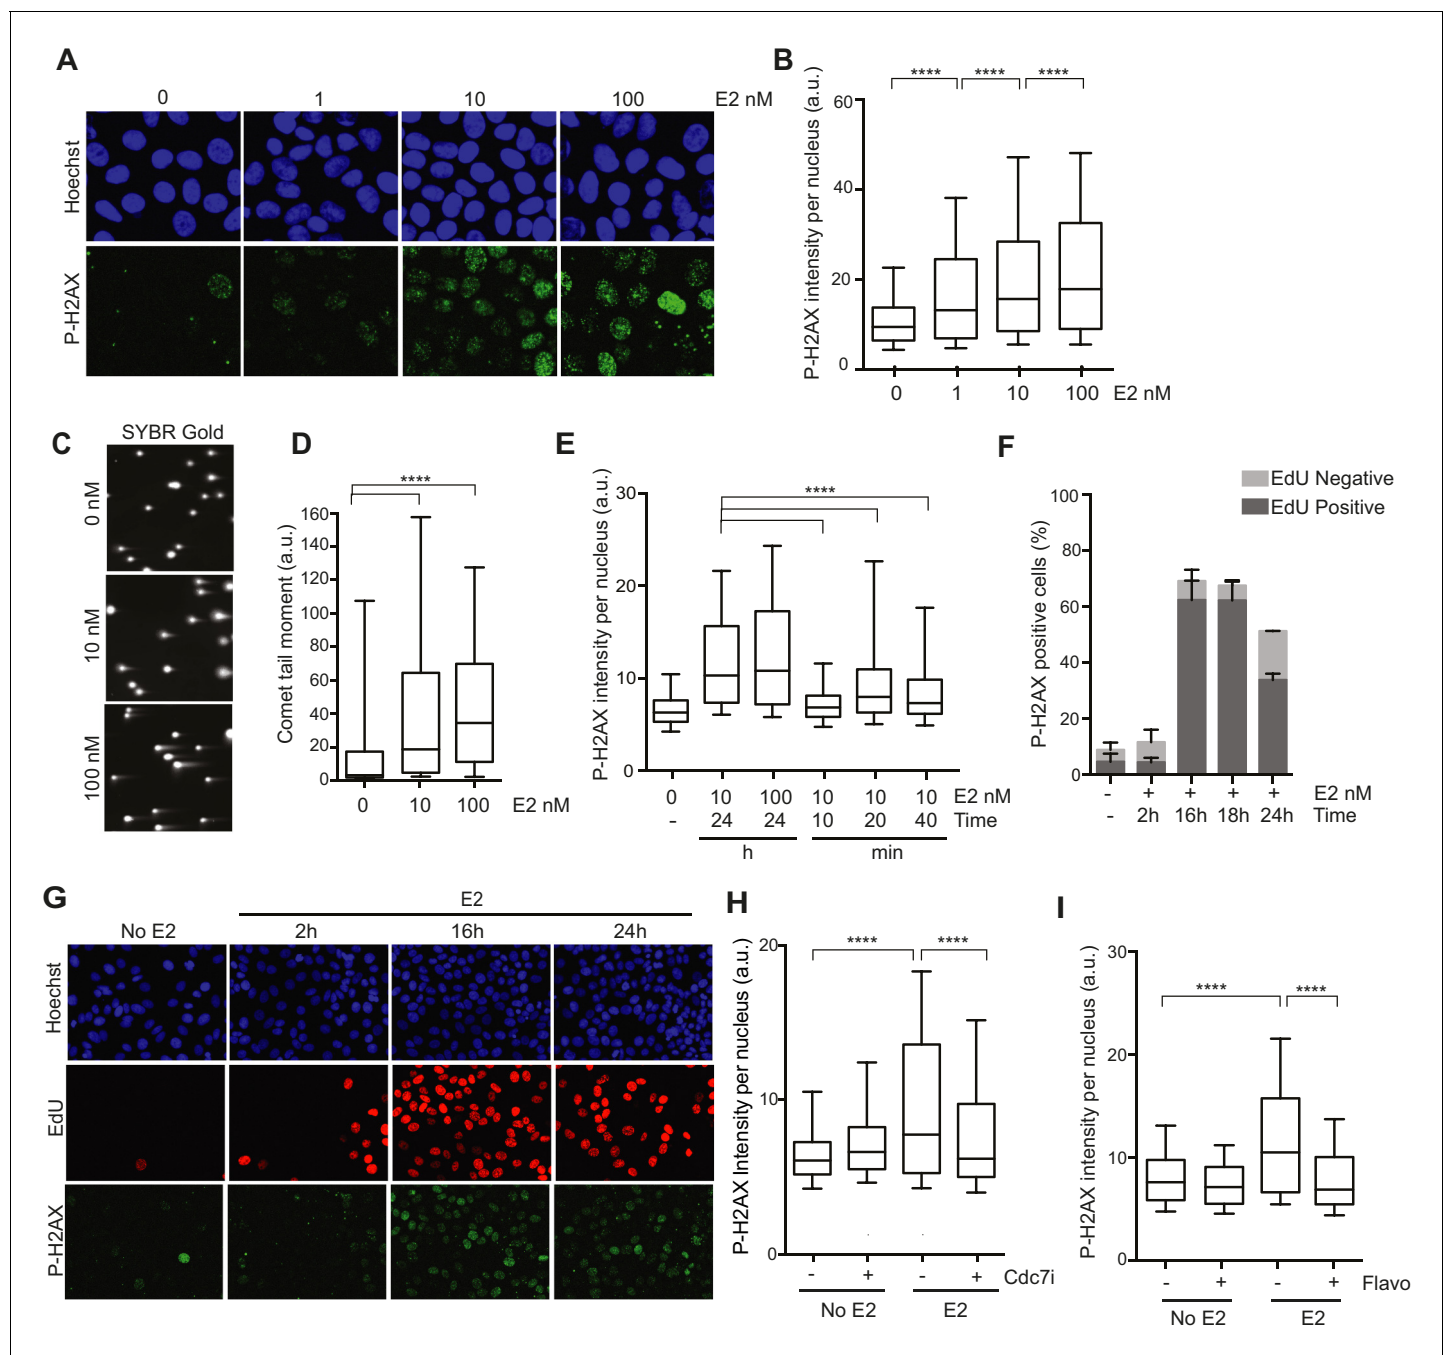 A
0 1 10 100 E2 nM
Hoechst
P-H2AX
B
**** **** ****
P-H2AX intensity per nucleus (a.u.)
60
40
20
0
0 1 10 100 E2 nM
C
SYBR Gold
0 nM
10 nM
100 nM
D
****
Comet tail moment (a.u.)
160
140
120
100
80
60
40
20
0
0 10 100 E2 nM
E
****
P-H2AX intensity per nucleus (a.u.)
30
20
10
0
0 10 100 10 10 10 E2 nM
- 24 24 10 20 40 Time
h min
F
EdU Negative
EdU Positive
P-H2AX positive cells (%)
100
80
60
40
20
0
- + + + + E2 nM
- 2h 16h 18h 24h Time
G
E2
No E2 2h 16h 24h
Hoechst
EdU
P-H2AX
H
**** ****
P-H2AX Intensity per nucleus (a.u.)
20
10
0
- + - + Cdc7i
No E2 E2
I
**** ****
P-H2AX intensity per nucleus (a.u.)
30
20
10
0
- + - + Flavo
No E2 E2